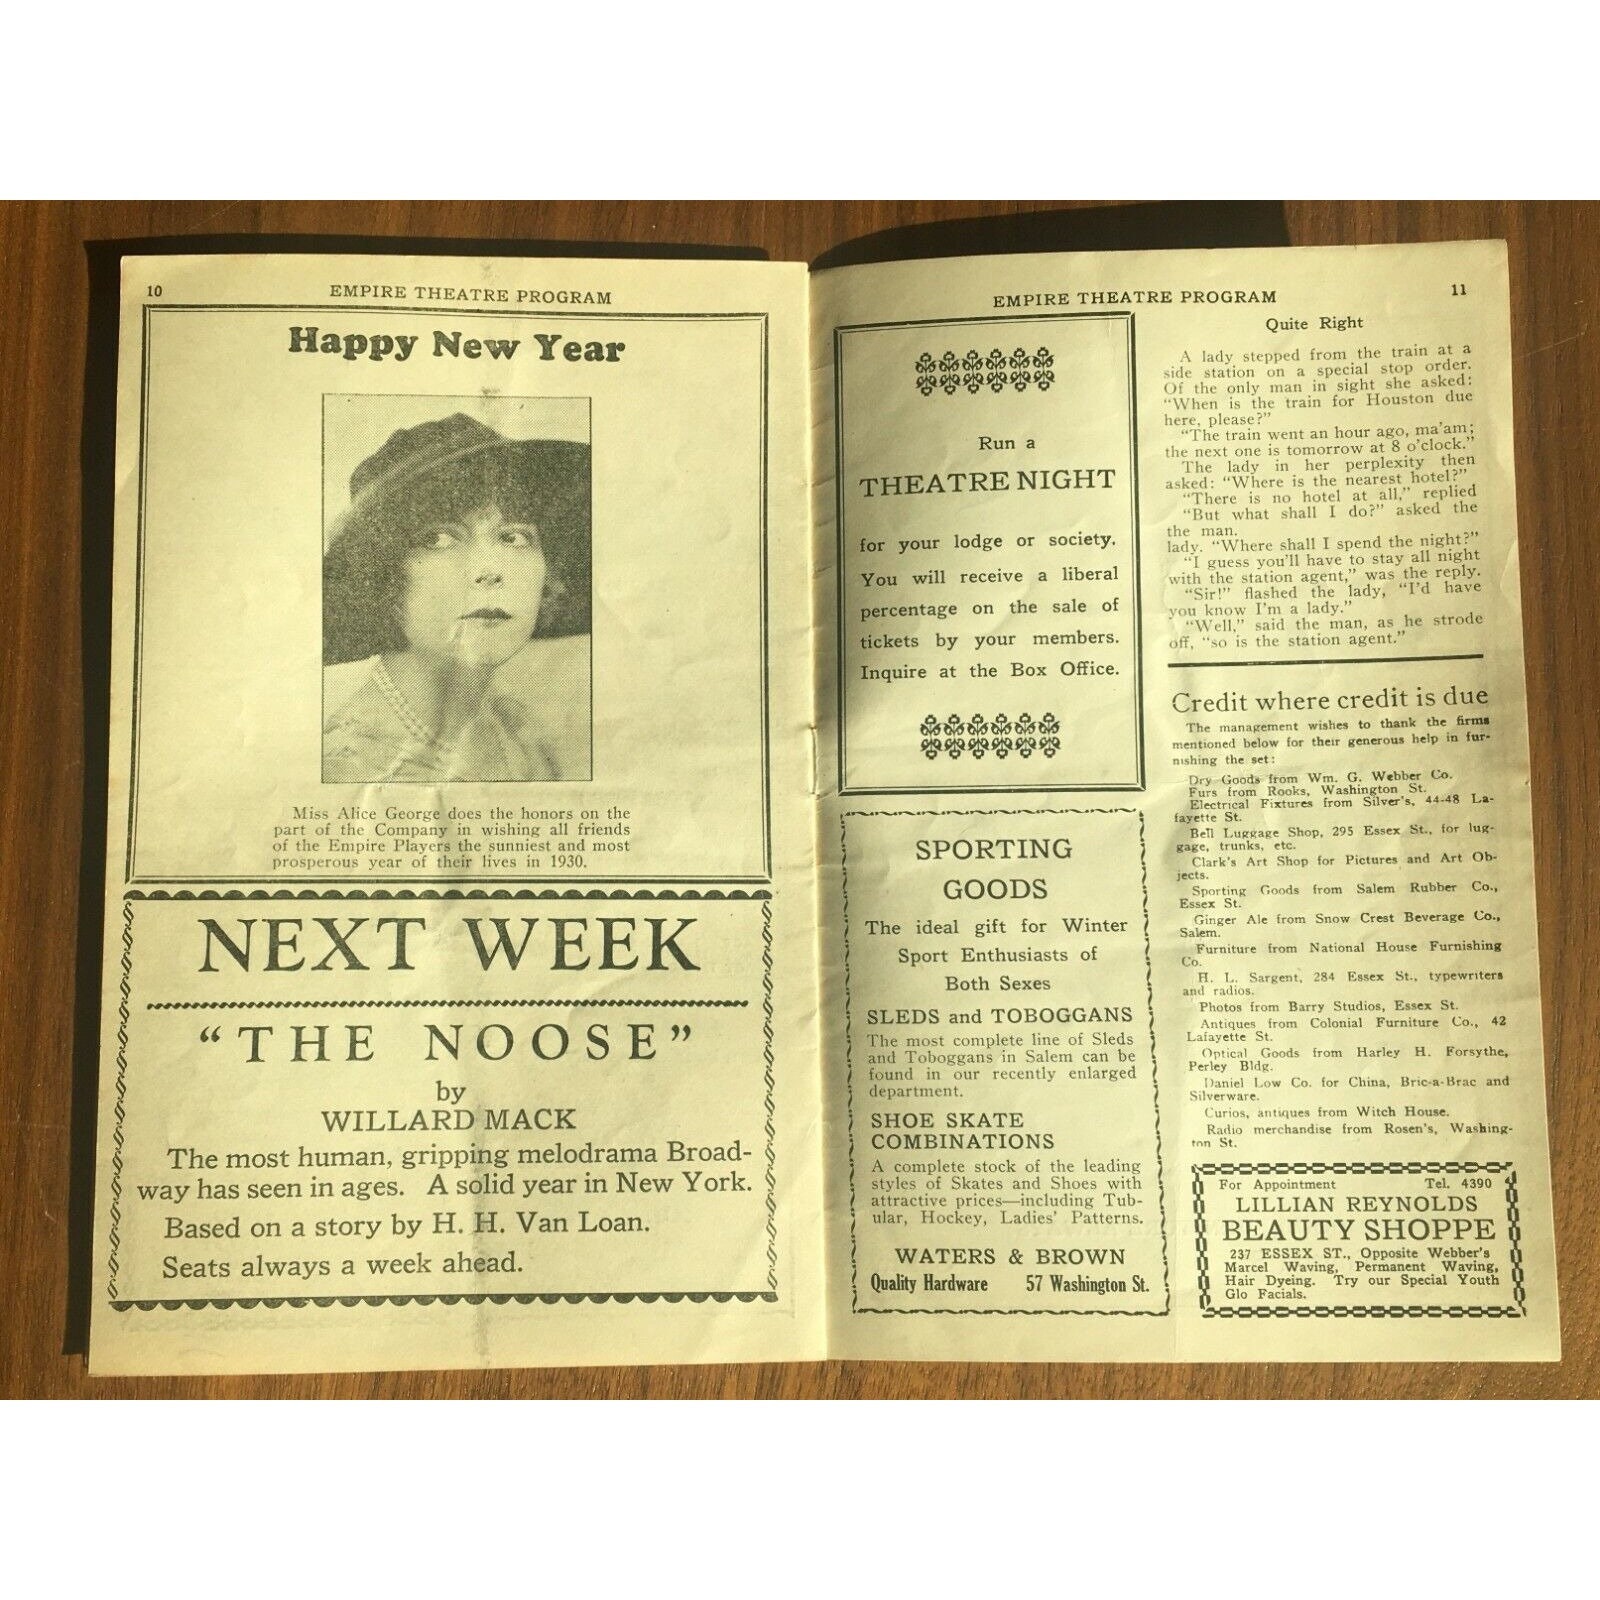 10
EMPIRE THEATRE PROGRAM
Happy New Year
Miss Alice George does the honors on the
part of the Company in wishing all friends
of the Empire Players the sunniest and most
prosperous year of their lives in 1930.
NEXT WEEK
"THE NOOSE"
by
WILLARD MACK
The most human, gripping melodrama Broad-
way has seen in ages. A solid year in New York.
Based on a story by H. H. Van Loan.
Seats always a week ahead.
EMPIRE THEATRE PROGRAM
11
Run a
THEATRE NIGHT
for your lodge or society.
You will receive a liberal
percentage on the sale of
tickets by your members.
Inquire at the Box Office.
SPORTING
GOODS
The ideal gift for Winter
Sport Enthusiasts of
Both Sexes
SLEDS and TOBOGGANS
The most complete line of Sleds
and Toboggans in Salem can be
found in our recently enlarged
department.
SHOE SKATE
COMBINATIONS
A complete stock of the leading
styles of Skates and Shoes with
attractive prices—including Tub-
ular, Hockey, Ladies' Patterns.
WATERS & BROWN
Quality Hardware 57 Washington St.
Quite Right
A lady stepped from the train at a
side station on a special stop order.
Of the only man in sight she asked:
"When is the train for Houston due
here, please?"
"The train went an hour ago, ma'am;
the next one is tomorrow at 8 o'clock."
The lady in her perplexity then
asked: "Where is the nearest hotel?"
"There is no hotel at all," replied
"But what shall I do?" asked the
the man.
lady. "Where shall I spend the night?"
"I guess you'll have to stay all night
with the station agent," was the reply.
"Sir!" flashed the lady, "I'd have
you know I'm a lady."
"Well," said the man, as he strode
off, "so is the station agent."
Credit where credit is due
The management wishes to thank the firms
mentioned below for their generous help in fur-
nishing the set:
Dry Goods from Wm. G. Webber Co.
Furs from Rooks, Washington St.
Electrical Fixtures from Silver's, 44-48 La-
fayette St.
Bell Luggage Shop, 295 Essex St., for lug-
gage, trunks, etc.
Clark's Art Shop for Pictures and Art Ob-
jects.
Sporting Goods from Salem Rubber Co.,
Essex St.
Ginger Ale from Snow Crest Beverage Co.,
Salem.
Furniture from National House Furnishing
Co.
H. L. Sargent, 284 Essex St., typewriters
and radios.
Photos from Barry Studios, Essex St.
Antiques from Colonial Furniture Co., 42
Lafayette St.
Optical Goods from Harley H. Forsythe,
Perley Bldg.
Daniel Low Co. for China, Bric-a-Brac and
Silverware.
Curios, antiques from Witch House.
Radio merchandise from Rosen's, Washing-
ton St.
For Appointment Tel. 4390
LILLIAN REYNOLDS
BEAUTY SHOPPE
237 ESSEX ST., Opposite Webber's
Marcel Waving, Permanent Waving,
Hair Dyeing. Try our Special Youth
Glo Facials.